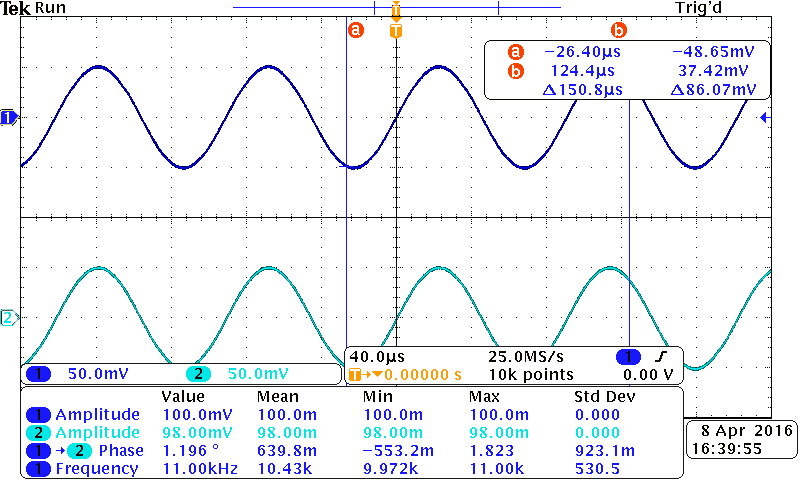 Tek Run Trig'd
T
a b
T
a −26.40µs −48.65mV
b 124.4µs 37.42mV
Δ150.8µs Δ86.07mV
1
2
40.0µs 25.0MS/s 1
1 50.0mV 2 50.0mV
T→▼0.00000 s 10k points 0.00 V
Value Mean Min Max Std Dev
1 Amplitude 100.0mV 100.0m 100.0m 100.0m 0.000
2 Amplitude 98.00mV 98.00m 98.00m 98.00m 0.000
1 → 2 Phase 1.196 ° 639.8m −553.2m 1.823 923.1m
1 Frequency 11.00kHz 10.43k 9.972k 11.00k 530.5
8 Apr 2016
16:39:55